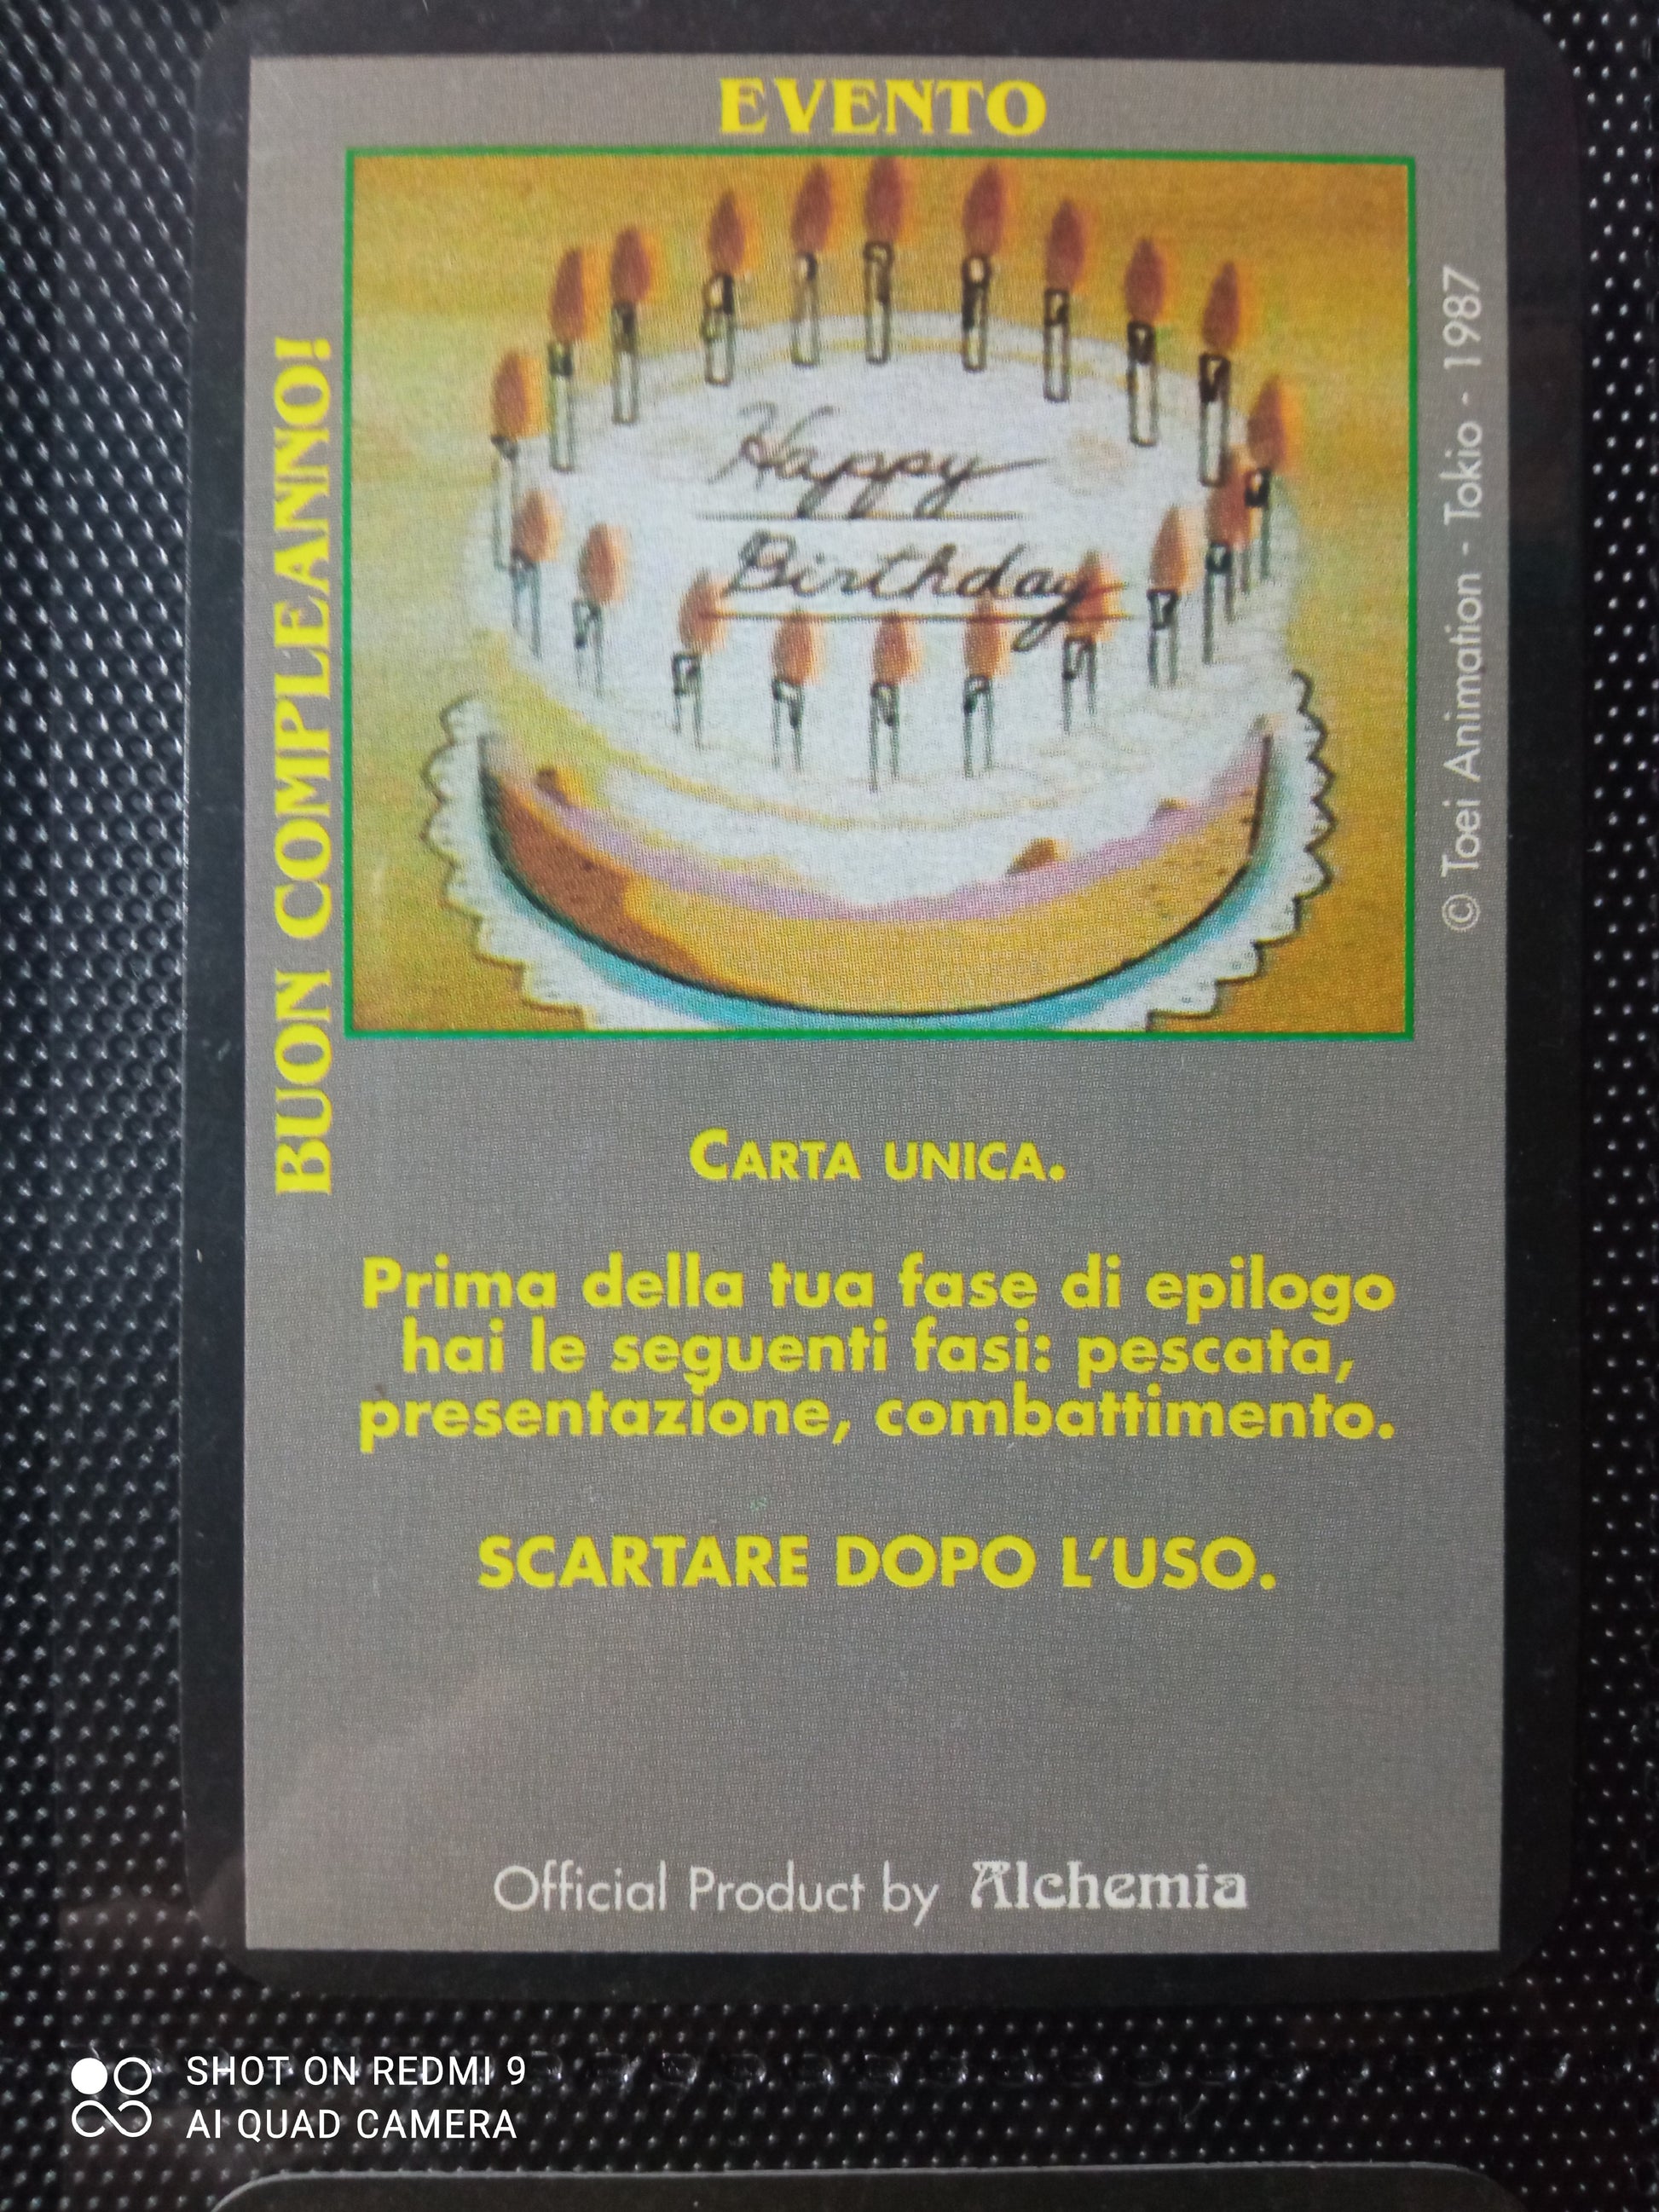 EVENTO
BUON COMPLEANNO!
Happy
Birthday
© Toei Animation - Tokio - 1987
CARTA UNICA.
Prima della tua fase di epilogo
hai le seguenti fasi: pescata,
presentazione, combattimento.
SCARTARE DOPO L'USO.
Official Product by Alchemia
SHOT ON REDMI 9
AI QUAD CAMERA